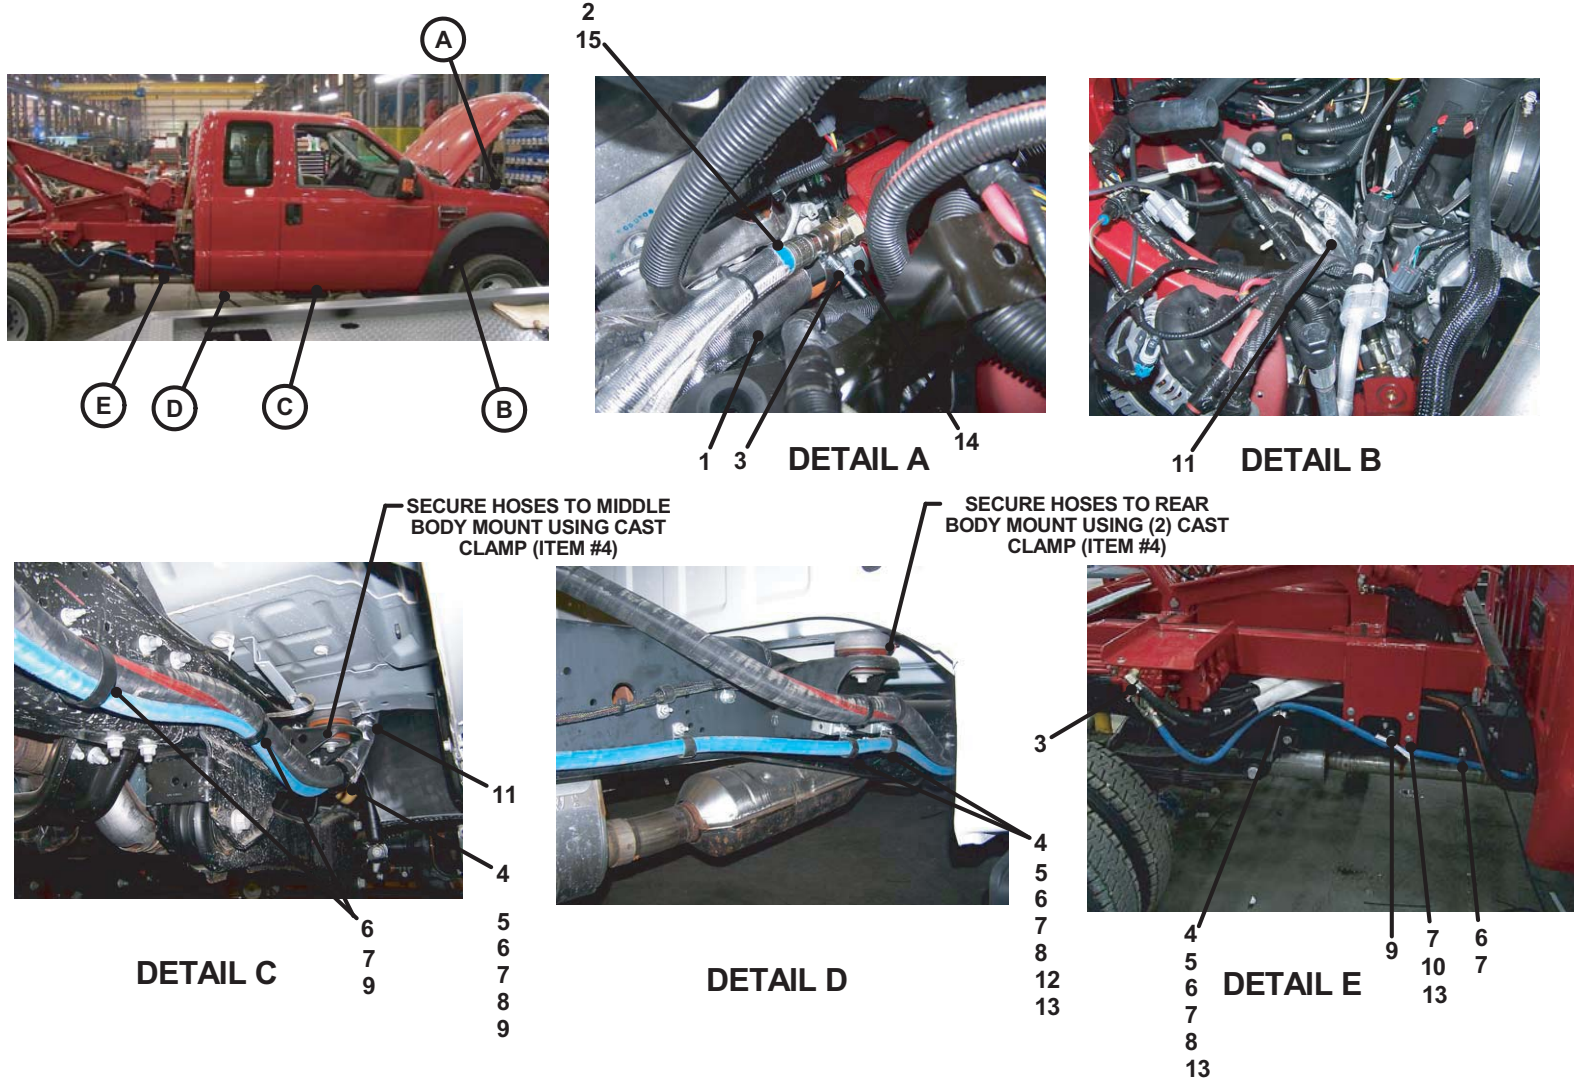 A
E
D
C
B
2
15
1
3
14
DETAIL A
11
DETAIL B
SECURE HOSES TO MIDDLE
BODY MOUNT USING CAST
CLAMP (ITEM #4)
11
4
5
6
7
8
9
6
7
9
DETAIL C
SECURE HOSES TO REAR
BODY MOUNT USING (2) CAST
CLAMP (ITEM #4)
4
5
6
7
8
12
13
DETAIL D
3
4
5
6
7
8
13
9
7
10
13
6
7
DETAIL E